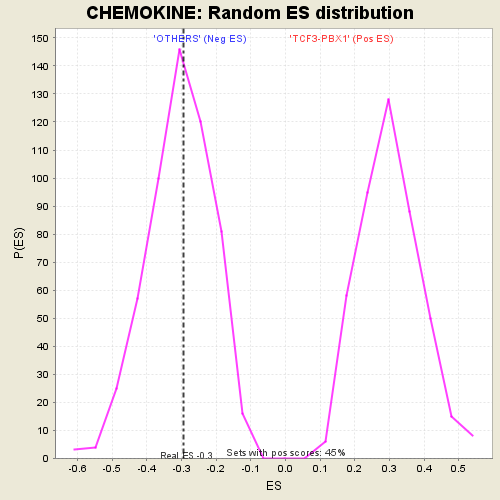 CHEMOKINE: Random ES distribution
'OTHERS' (Neg ES) 'TCF3-PBX1' (Pos ES)
150
140
130
120
110
100
90
80
70
60
50
40
30
20
10
0
P(ES)
Real ES -0.3 Sets with pos scores: 45%
-0.6 -0.5 -0.4 -0.3 -0.2 -0.1 0.0 0.1 0.2 0.3 0.4 0.5
ES